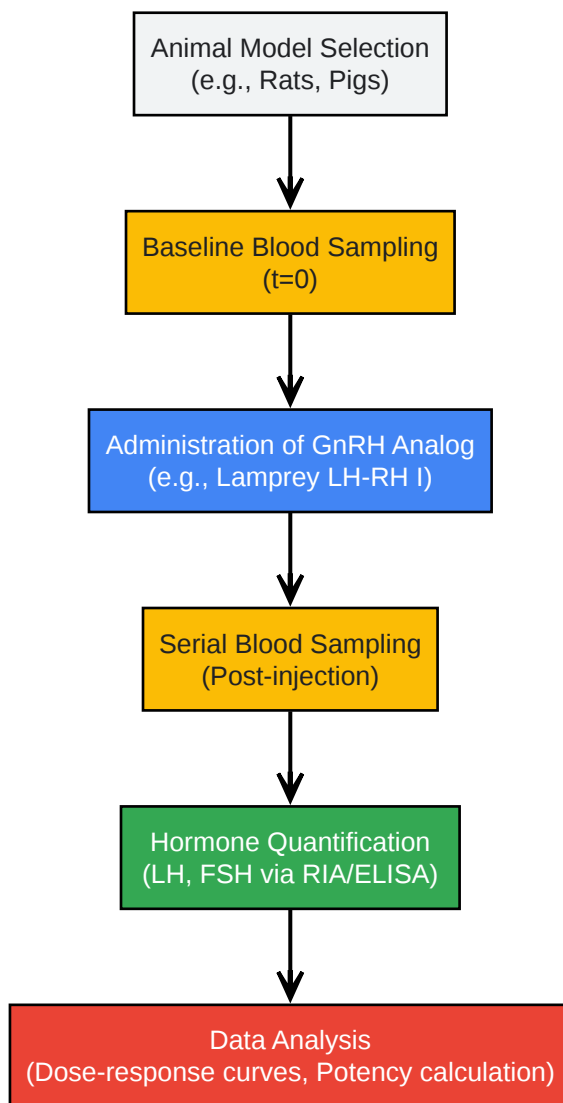 Animal Model Selection
(e.g., Rats, Pigs)
Baseline Blood Sampling
(t=0)
Administration of GnRH Analog
(e.g., Lamprey LH-RH I)
Serial Blood Sampling
(Post-injection)
Hormone Quantification
(LH, FSH via RIA/ELISA)
Data Analysis
(Dose-response curves, Potency calculation)